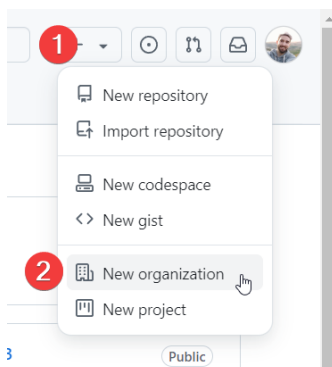 1
New repository
Import repository
New codespace
New gist
2 New organization
New project
Public